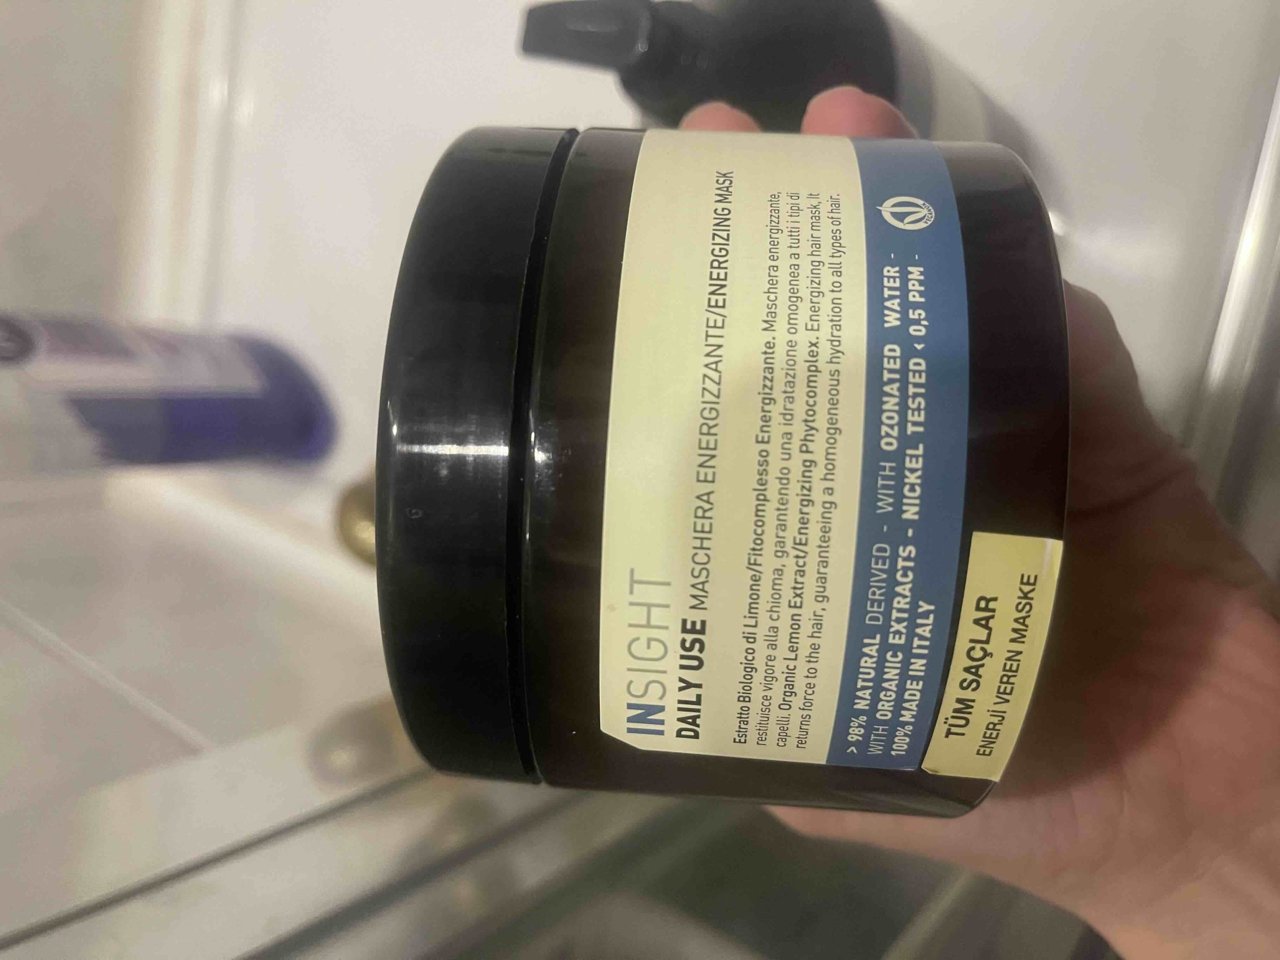 INSIGHT
DAILY USE MASCHERA ENERGIZZANTE/ENERGIZING MASK
Estratto Biologico di Limone/Fitocomplesso Energizzante. Maschera energizzante,
restituisce vigore alla chioma, garantendo una idratazione omogenea a tutti i tipi di
capelli. Organic Lemon Extract/Energizing Phytocomplex. Energizing hair mask, It
returns force to the hair, guaranteeing a homogeneous hydration to all types of hair.
> 98% NATURAL DERIVED - WITH OZONATED WATER -
WITH ORGANIC EXTRACTS - NICKEL TESTED < 0,5 PPM -
100% MADE IN ITALY
TÜM SAÇLAR
ENERJİ VEREN MASKE